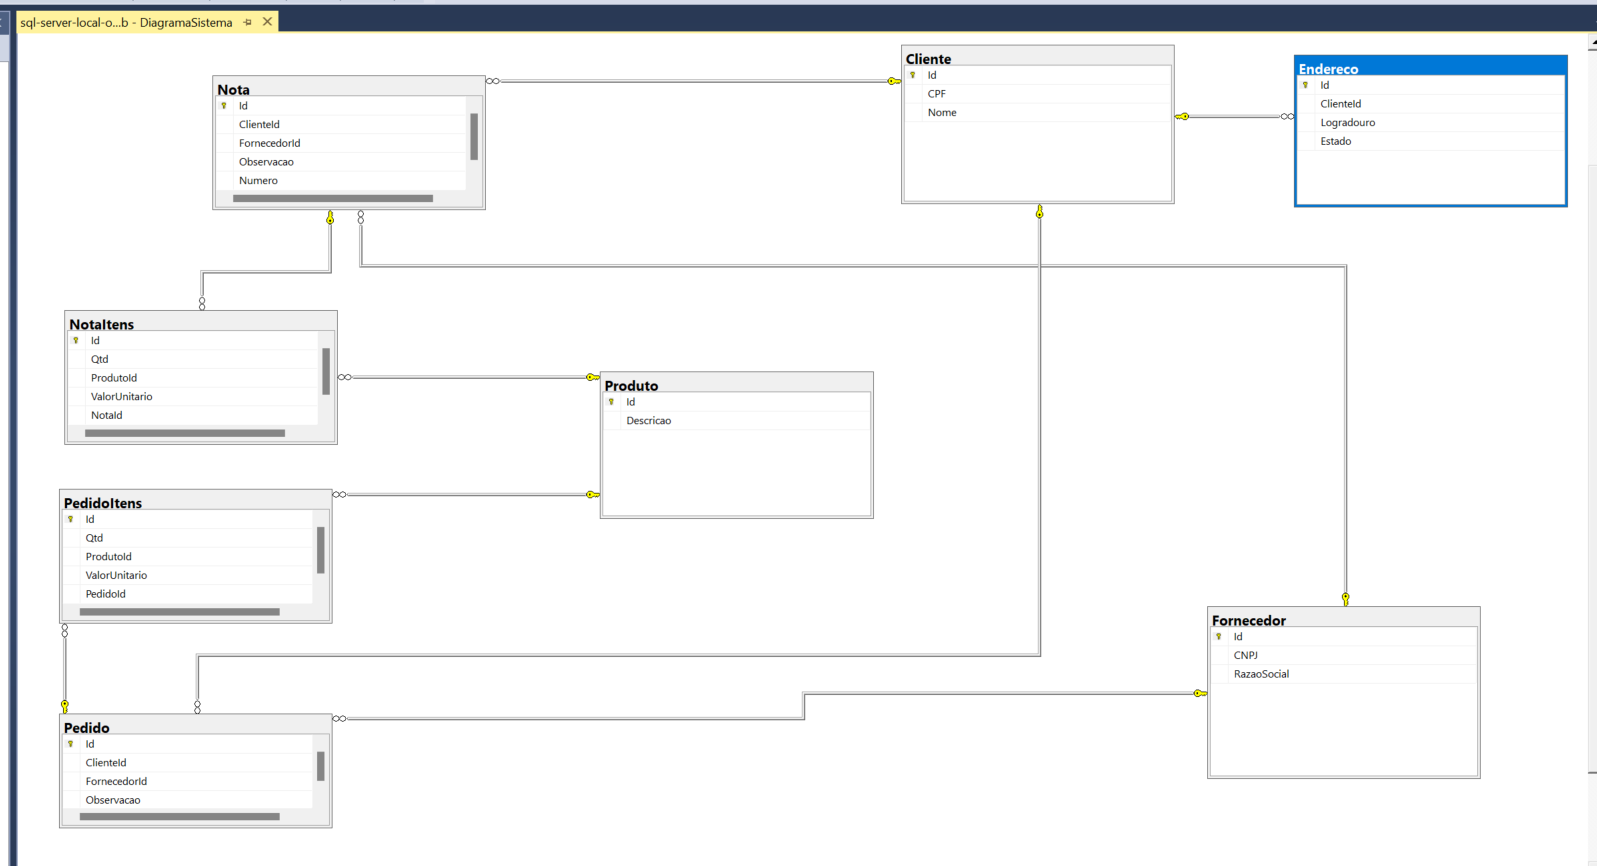 sql-server-local-o...b - DiagramaSistema
Nota
Id
ClienteId
FornecedorId
Observacao
Numero
Cliente
Id
CPF
Nome
Endereco
Id
ClienteId
Logradouro
Estado
NotaItens
Id
Qtd
ProdutoId
ValorUnitario
NotaId
Produto
Id
Descricao
PedidoItens
Id
Qtd
ProdutoId
ValorUnitario
PedidoId
Fornecedor
Id
CNPJ
RazaoSocial
Pedido
Id
ClienteId
FornecedorId
Observacao